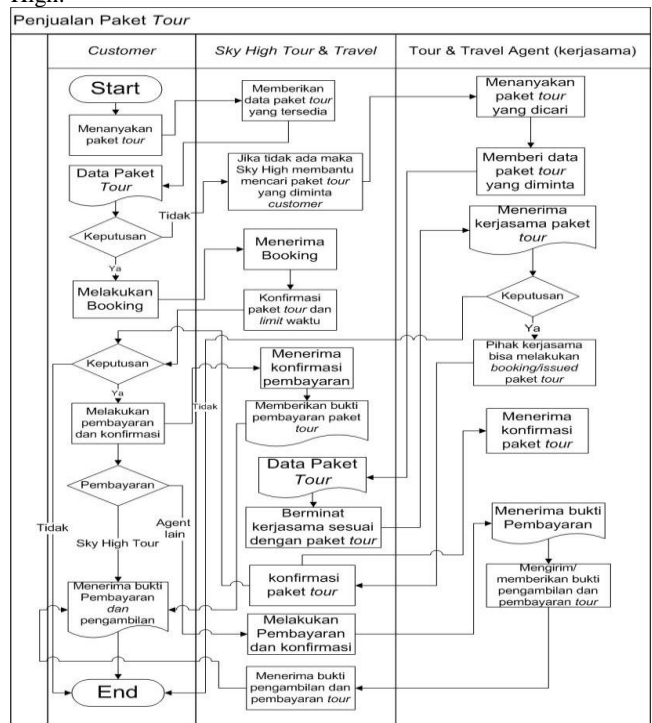 High.
Penjualan Paket Tour
Customer
Sky High Tour & Travel
Tour & Travel Agent (kerjasama)
Start
Menanyakan
paket tour
Data Paket
Tour
Tidak
Keputusan
Ya
Melakukan
Booking
Keputusan
Ya
Melakukan
pembayaran
dan konfirmasi
Pembayaran
Tidak
Agent
lain
Sky High Tour
Menerima bukti
Pembayaran
dan
pengambilan
End
Memberikan
data paket tour
yang tersedia
Jika tidak ada maka
Sky High membantu
mencari paket tour
yang diminta
customer
Menerima
Booking
Konfirmasi
paket tour dan
limit waktu
Menerima
konfirmasi
pembayaran
Tidak
Memberikan bukti
pembayaran paket
tour
Data Paket
Tour
Berminat
kerjasama sesuai
dengan paket tour
konfirmasi
paket tour
Melakukan
Pembayaran
dan konfirmasi
Menerima bukti
pengambilan dan
pembayaran tour
Menanyakan
paket tour
yang dicari
Memberi data
paket tour
yang diminta
Menerima
kerjasama paket
tour
Keputusan
Ya
Pihak kerjasama
bisa melakukan
booking/issued
paket tour
Menerima
konfirmasi
paket tour
Menerima bukti
Pembayaran
Mengirim/
memberikan bukti
pengambilan dan
pembayaran tour